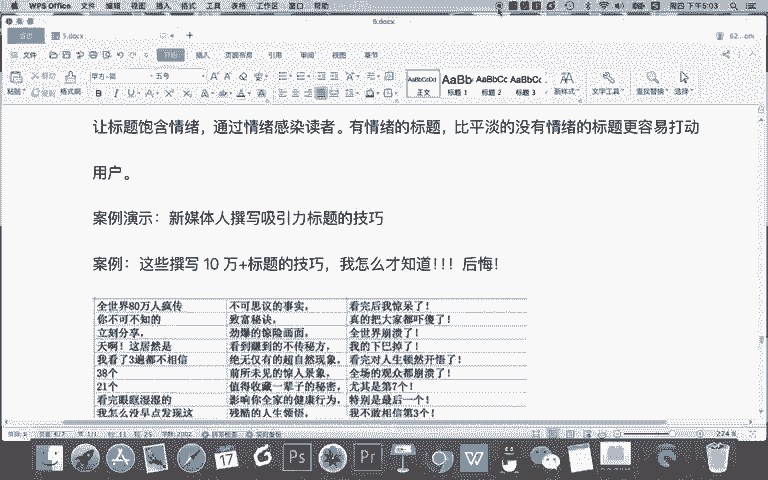 WPS Office 文件 编辑 视图 插入 格式 工具 表格 工作区 窗口 帮助 周四 下午5:03
5.docx
5.docx
文件 开始 插入 页面布局 引用 审阅 视图 章节
粘贴 剪切 复制 格式刷 五号 AaBbCcDd 正文 AaBb 标题 1 AaBbCc 标题 2 AaBbC 标题 3 新样式 文字工具 查找替换 选择
让标题饱含情绪，通过情绪感染读者。有情绪的标题，比平淡的没有情绪的标题更容易打动
用户。
案例演示：新媒体人撰写吸引力标题的技巧
案例：这些撰写 10 万+标题的技巧，我怎么才知道！！！后悔！
全世界80万人疯传 不可思议的事实， 看完后我惊呆了！
你不可不知的 致富秘诀， 真的把大家都吓傻了！
立刻分享， 劲爆的惊险画面， 全世界崩溃了！
天啊！这居然是 看到瞩到的不传秘方， 我的下巴掉了！
我看了3遍都不相信 绝无仅有的超自然现象， 看完对人生顿然开悟了！
38个 前所未见的惊人景象， 全场的观众都崩溃了！
21个 值得收藏一辈子的秘密， 尤其是第7个！
看完眼眶湿湿的 影响你全家的健康行为， 特别是最后一个！
我怎么没早点发现这 残酷的人生领悟， 我不敢相信第3个！
274 %
17 Ps Pr